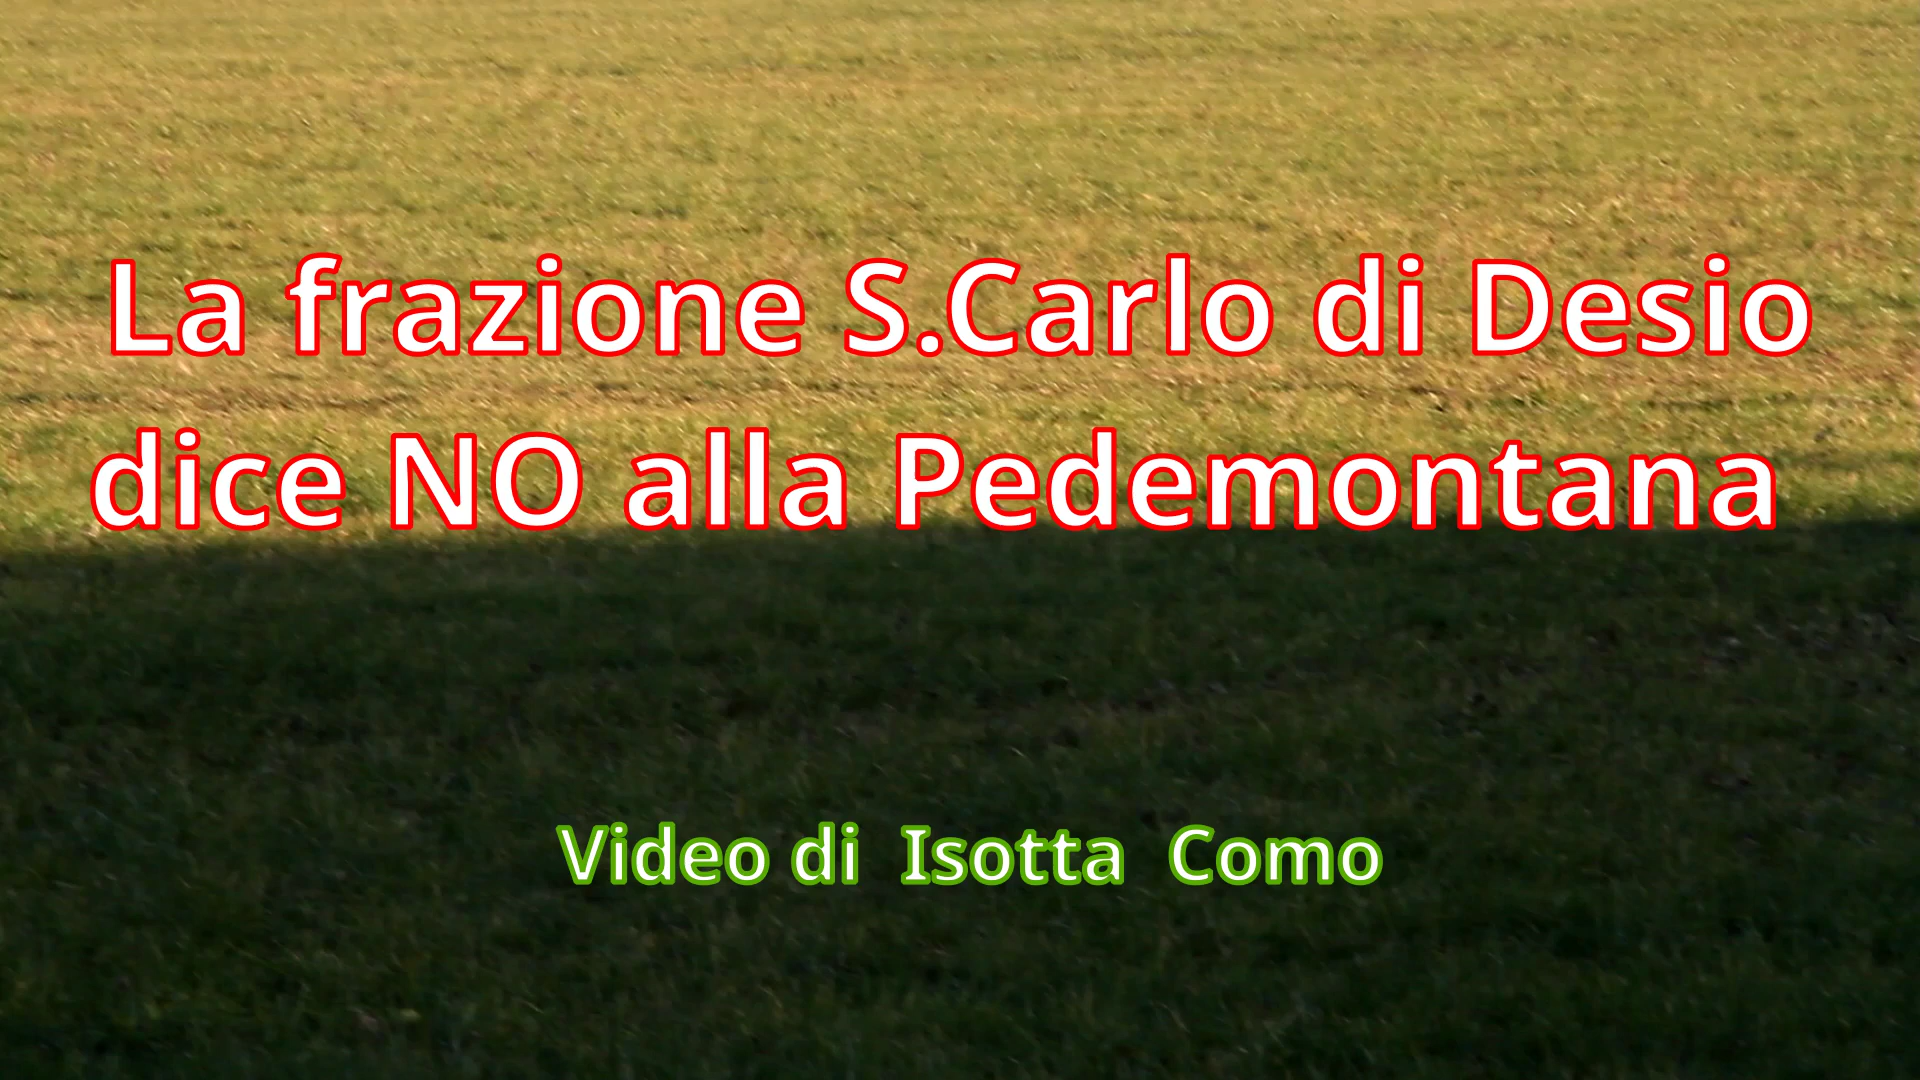 La frazione S.Carlo di Desio
dice NO alla Pedemontana
Video di Isotta Como